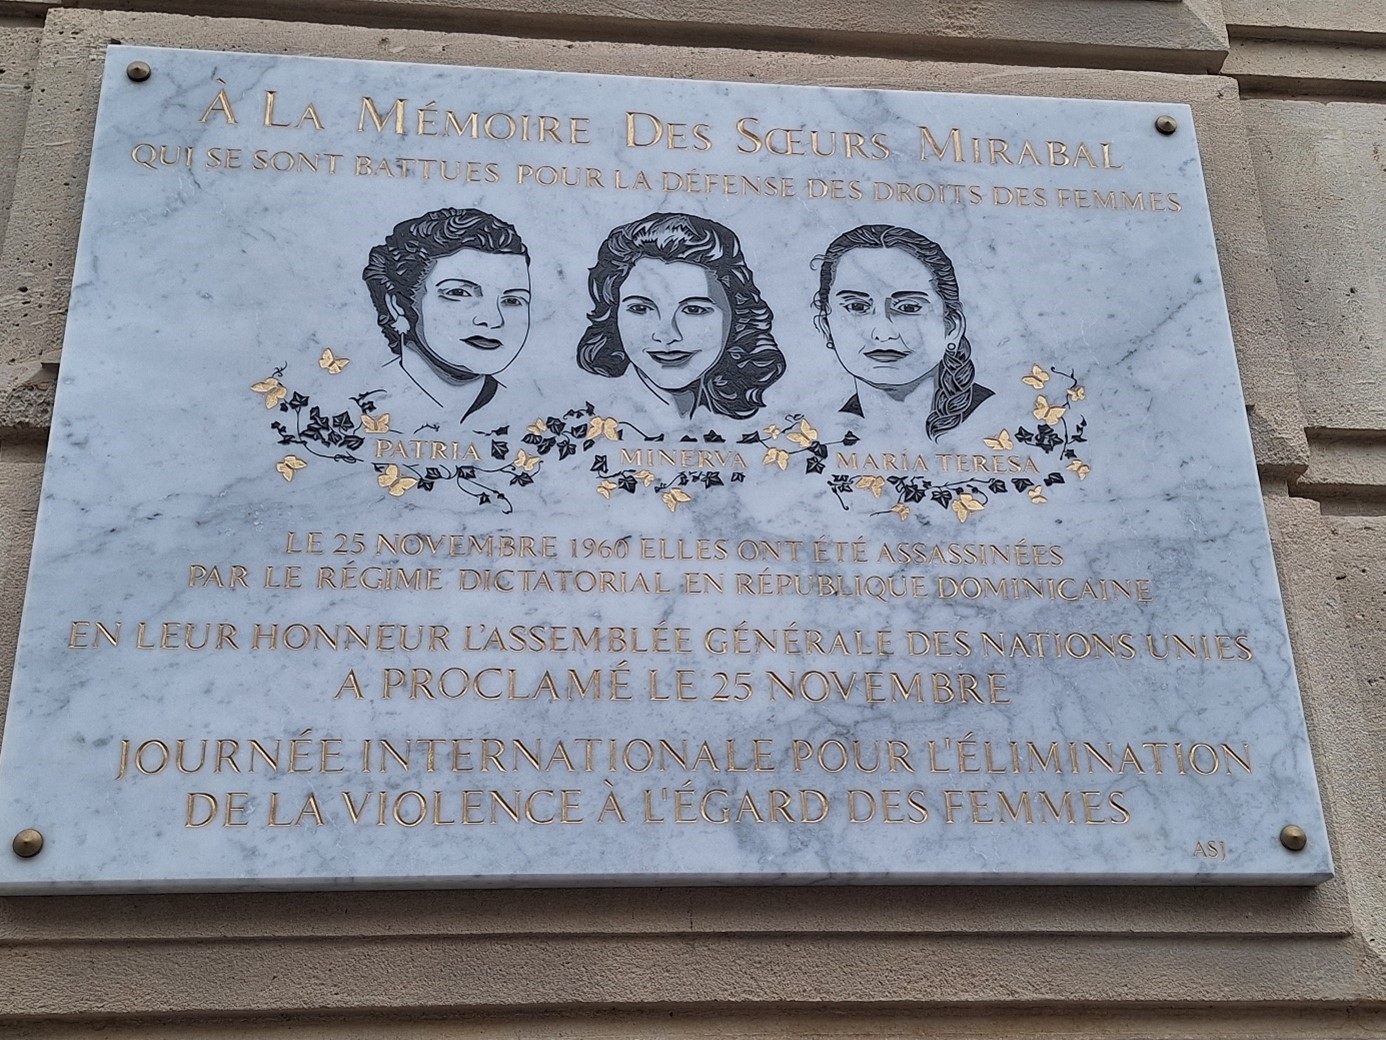 À LA MÉMOIRE DES SŒURS MIRABAL
QUI SE SONT BATTUES POUR LA DÉFENSE DES DROITS DES FEMMES
PATRIA MINERVA MARÍA TERESA
LE 25 NOVEMBRE 1960 ELLES ONT ÉTÉ ASSASSINÉES
PAR LE RÉGIME DICTATORIAL EN RÉPUBLIQUE DOMINICAINE
EN LEUR HONNEUR L'ASSEMBLÉE GÉNÉRALE DES NATIONS UNIES
A PROCLAMÉ LE 25 NOVEMBRE
JOURNÉE INTERNATIONALE POUR L'ÉLIMINATION
DE LA VIOLENCE À L'ÉGARD DES FEMMES
ASJ